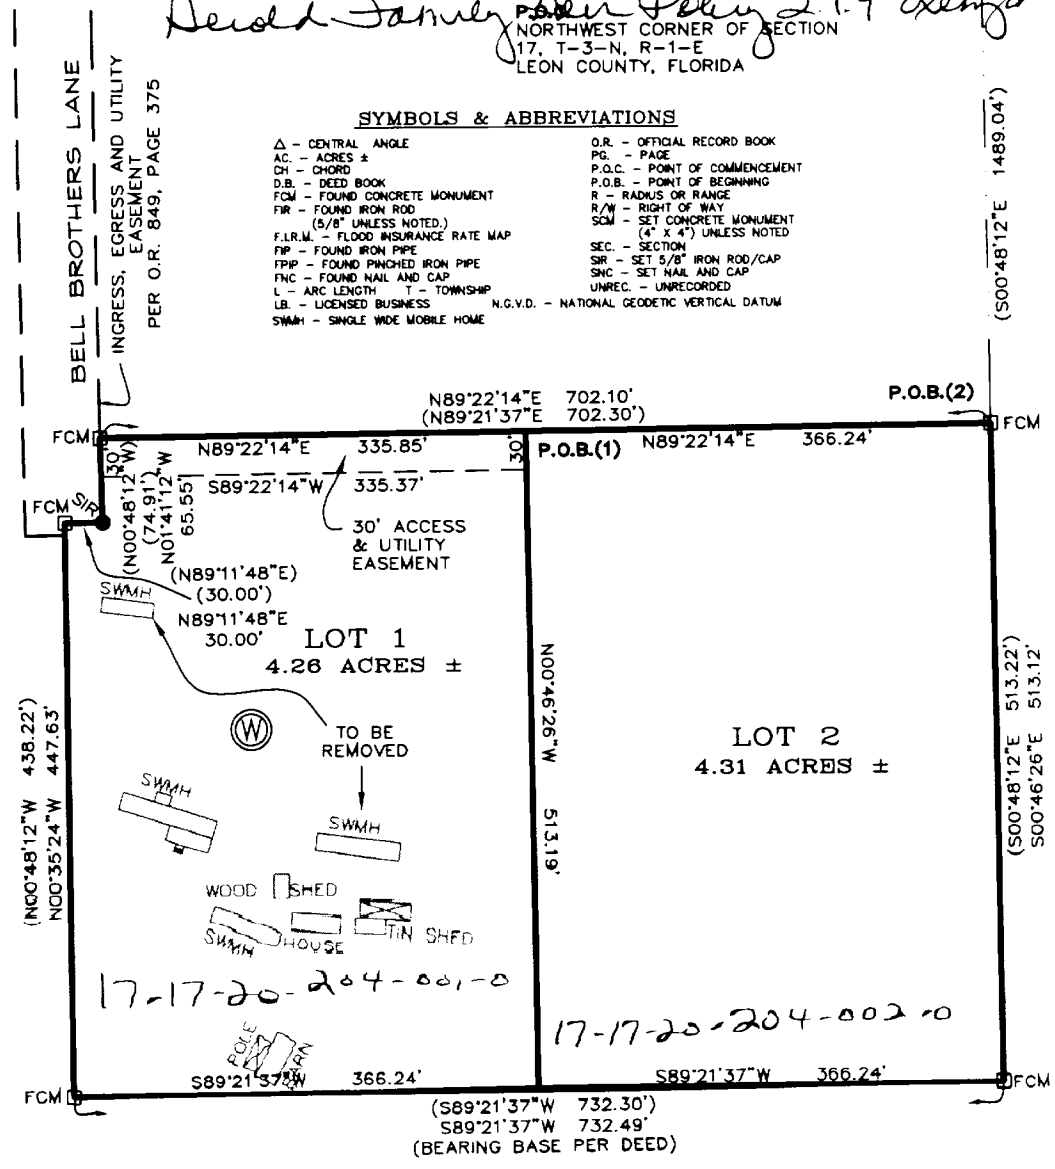 Herold Family Per Policy 2.1.9
P.O.C.
NORTHWEST CORNER OF SECTION
17, T-3-N, R-1-E
LEON COUNTY, FLORIDA
BELL BROTHERS LANE
INGRESS, EGRESS AND UTILITY
EASEMENT
PER O.R. 849, PAGE 375
SYMBOLS & ABBREVIATIONS
Δ - CENTRAL ANGLE
AC. - ACRES ±
CH - CHORD
D.B. - DEED BOOK
FCM - FOUND CONCRETE MONUMENT
FIR - FOUND IRON ROD
(5/8" UNLESS NOTED.)
F.I.R.M. - FLOOD INSURANCE RATE MAP
FIP - FOUND IRON PIPE
FPIP - FOUND PINCHED IRON PIPE
FNC - FOUND NAIL AND CAP
L - ARC LENGTH T - TOWNSHIP
LB. - LICENSED BUSINESS
SWMH - SINGLE WIDE MOBILE HOME
O.R. - OFFICIAL RECORD BOOK
PG. - PAGE
P.O.C. - POINT OF COMMENCEMENT
P.O.B. - POINT OF BEGINNING
R - RADIUS OR RANGE
R/W - RIGHT OF WAY
SCM - SET CONCRETE MONUMENT
(4" X 4") UNLESS NOTED
SEC. - SECTION
SIR - SET 5/8" IRON ROD/CAP
SNC - SET NAIL AND CAP
UNREC. - UNRECORDED
N.G.V.D. - NATIONAL GEODETIC VERTICAL DATUM
(S00°48'12"E 1489.04')
N89°22'14"E 702.10'
(N89°21'37"E 702.30')
P.O.B.(2)
FCM
FCM
N89°22'14"E 335.85'
30'
30'
P.O.B.(1)
N89°22'14"E 366.24'
S89°22'14"W 335.37'
FCM
SIR
(N00°48'12"W)
(74.91')
N01°41'12"W
65.55'
30' ACCESS
& UTILITY
EASEMENT
(N89°11'48"E)
(30.00')
N89°11'48"E
30.00'
SWMH
LOT 1
4.26 ACRES ±
W
TO BE
REMOVED
(N00°48'12"W 438.22')
N00°35'24"W 447.63'
N00°46'26"W 513.19'
LOT 2
4.31 ACRES ±
(S00°48'12"E 513.22')
S00°46'26"E 513.12'
SWMH
SWMH
WOOD SHED
SWMH
HOUSE
TIN SHED
17-17-20-204-001-0
17-17-20-204-002-0
POLE
BARN
S89°21'37"W 366.24'
S89°21'37"W 366.24'
FCM
FCM
(S89°21'37"W 732.30')
S89°21'37"W 732.49'
(BEARING BASE PER DEED)